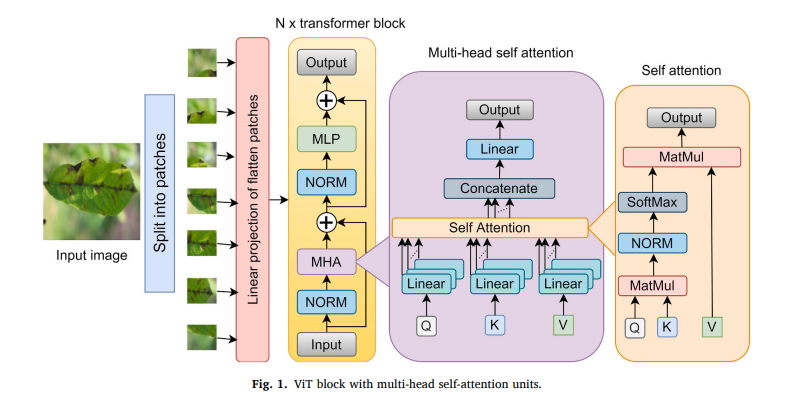 N x transformer block
Multi-head self attention
Self attention
Input image
Split into patches
Linear projection of flatten patches
Output
MLP
NORM
MHA
NORM
Input
Output
Linear
Concatenate
Self Attention
Linear
Linear
Linear
Q
K
V
Output
MatMul
SoftMax
NORM
MatMul
Q
K
V
Fig. 1. ViT block with multi-head self-attention units.